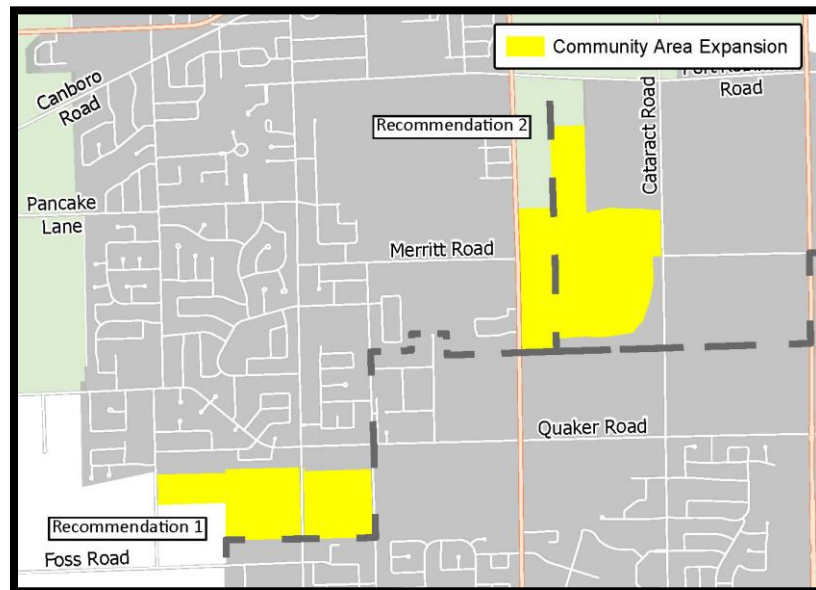 Community Area Expansion
Canboro
Road
Road
Cataract Road
Recommendation 2
Pancake
Lane
Merritt Road
Quaker Road
Recommendation 1
Foss Road